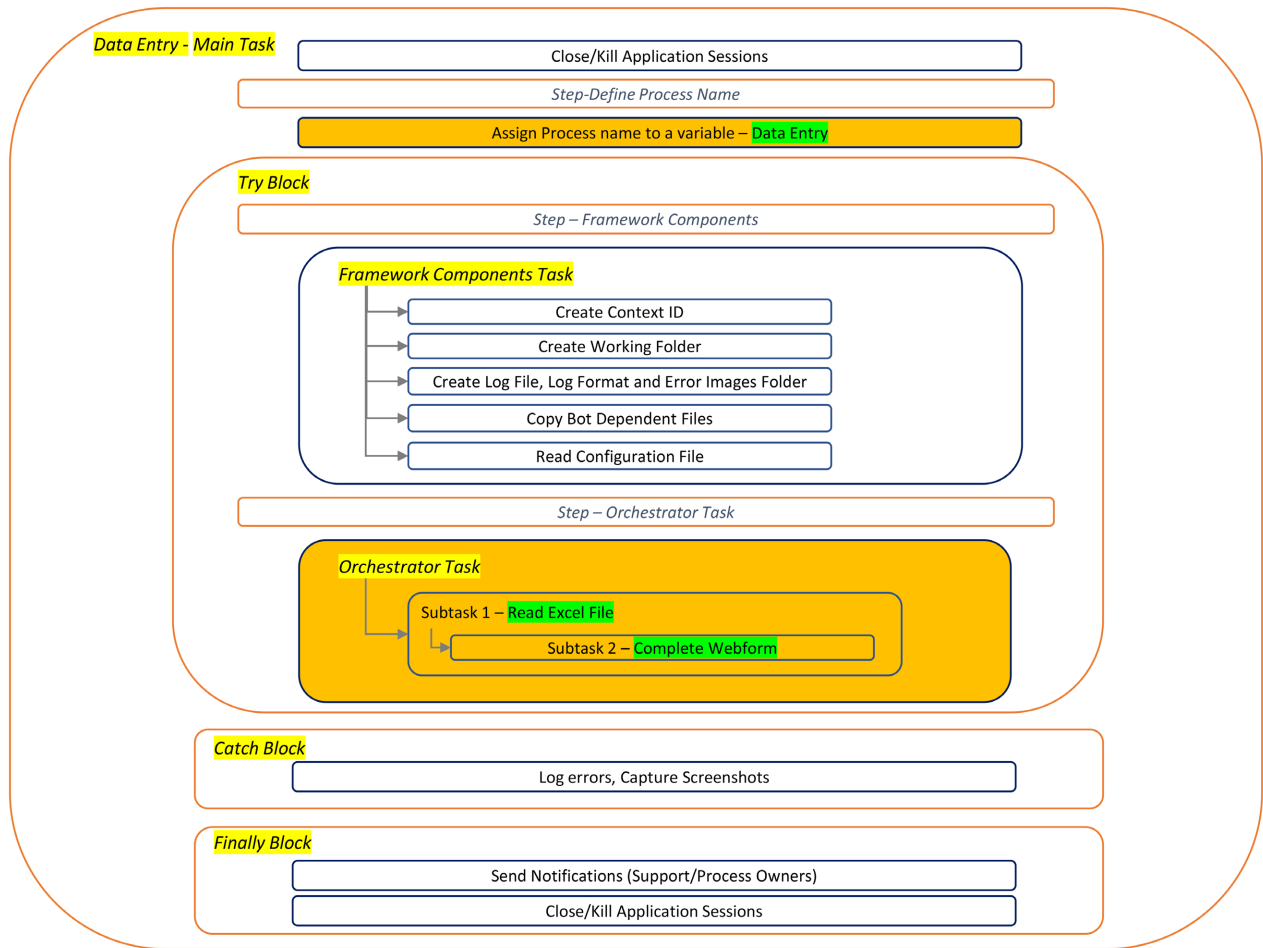 Data Entry - Main Task
Close/Kill Application Sessions
Step-Define Process Name
Assign Process name to a variable – Data Entry
Try Block
Step – Framework Components
Framework Components Task
Create Context ID
Create Working Folder
Create Log File, Log Format and Error Images Folder
Copy Bot Dependent Files
Read Configuration File
Step – Orchestrator Task
Orchestrator Task
Subtask 1 – Read Excel File
Subtask 2 – Complete Webform
Catch Block
Log errors, Capture Screenshots
Finally Block
Send Notifications (Support/Process Owners)
Close/Kill Application Sessions